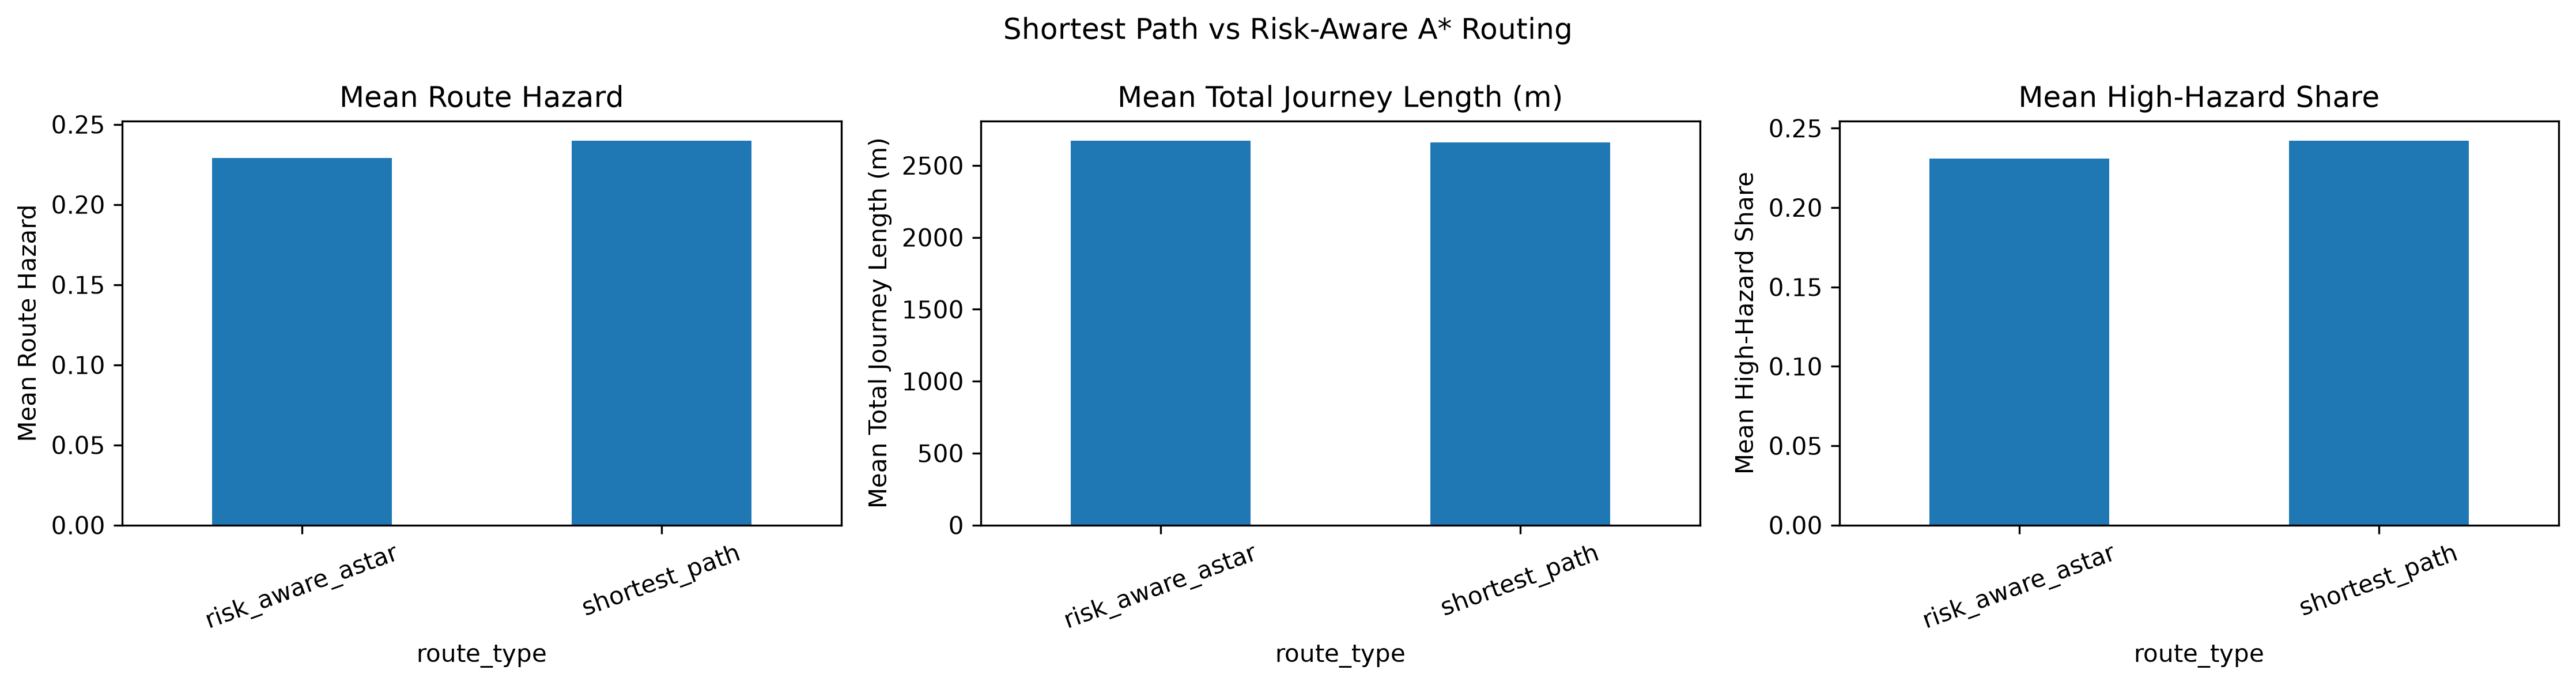 Shortest Path vs Risk-Aware A* Routing
Mean Route Hazard
Mean Route Hazard
0.25
0.20
0.15
0.10
0.05
0.00
risk_aware_astar
shortest_path
route_type
Mean Total Journey Length (m)
Mean Total Journey Length (m)
2500
2000
1500
1000
500
0
risk_aware_astar
shortest_path
route_type
Mean High-Hazard Share
Mean High-Hazard Share
0.25
0.20
0.15
0.10
0.05
0.00
risk_aware_astar
shortest_path
route_type